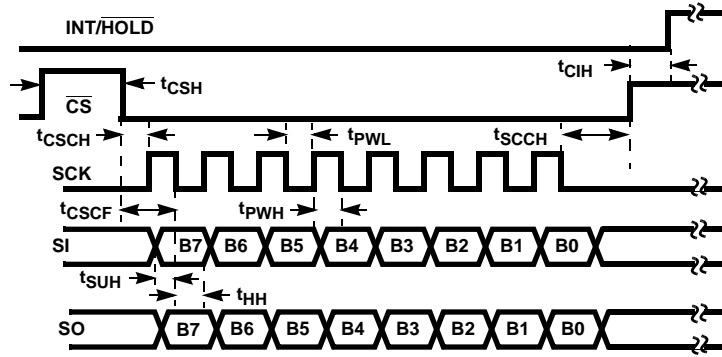 INT/HOLD
tCIH
tCSH
CS
tCSCH
tPWL
tSCCH
SCK
tCSCF
tPWH
SI
B7 B6 B5 B4 B3 B2 B1 B0
tSUH
tHH
SO
B7 B6 B5 B4 B3 B2 B1 B0